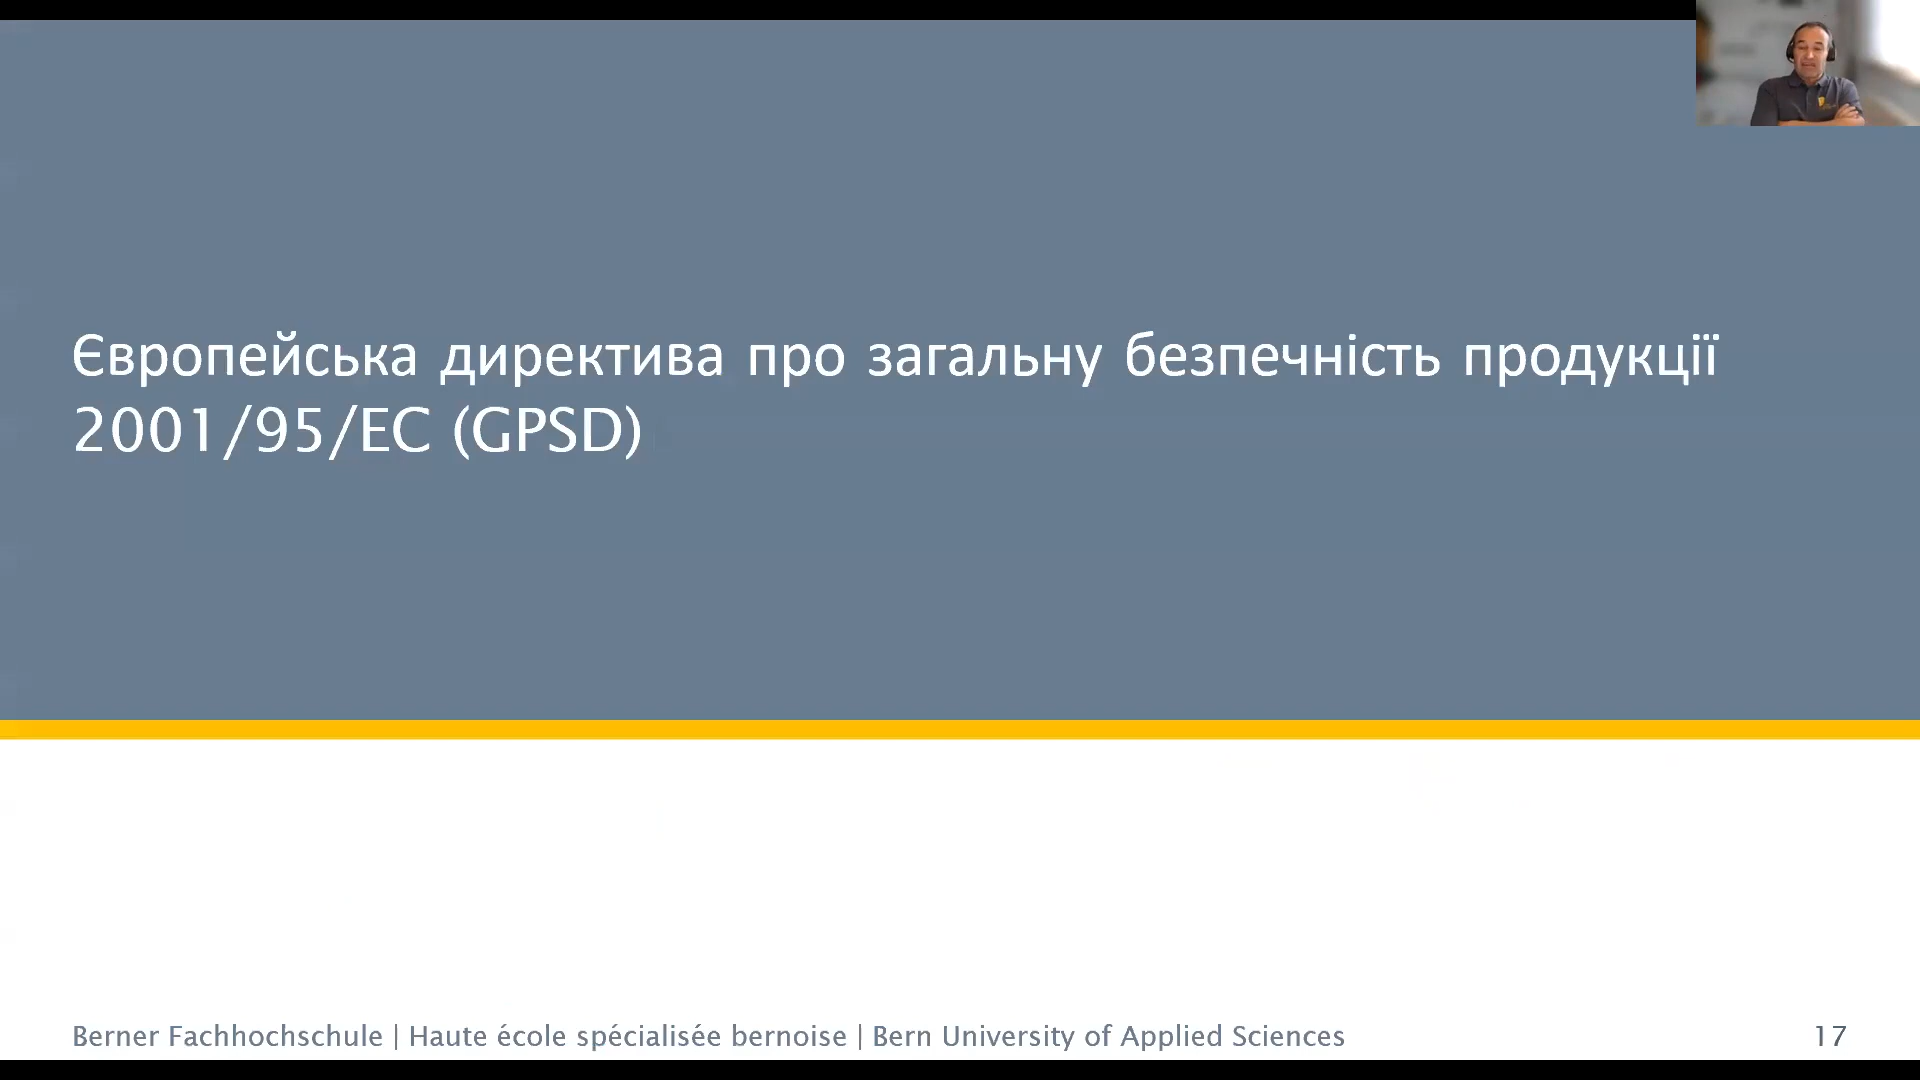 Європейська директива про загальну безпечність продукції
2001/95/EC (GPSD)
Berner Fachhochschule | Haute école spécialisée bernoise | Bern University of Applied Sciences
17